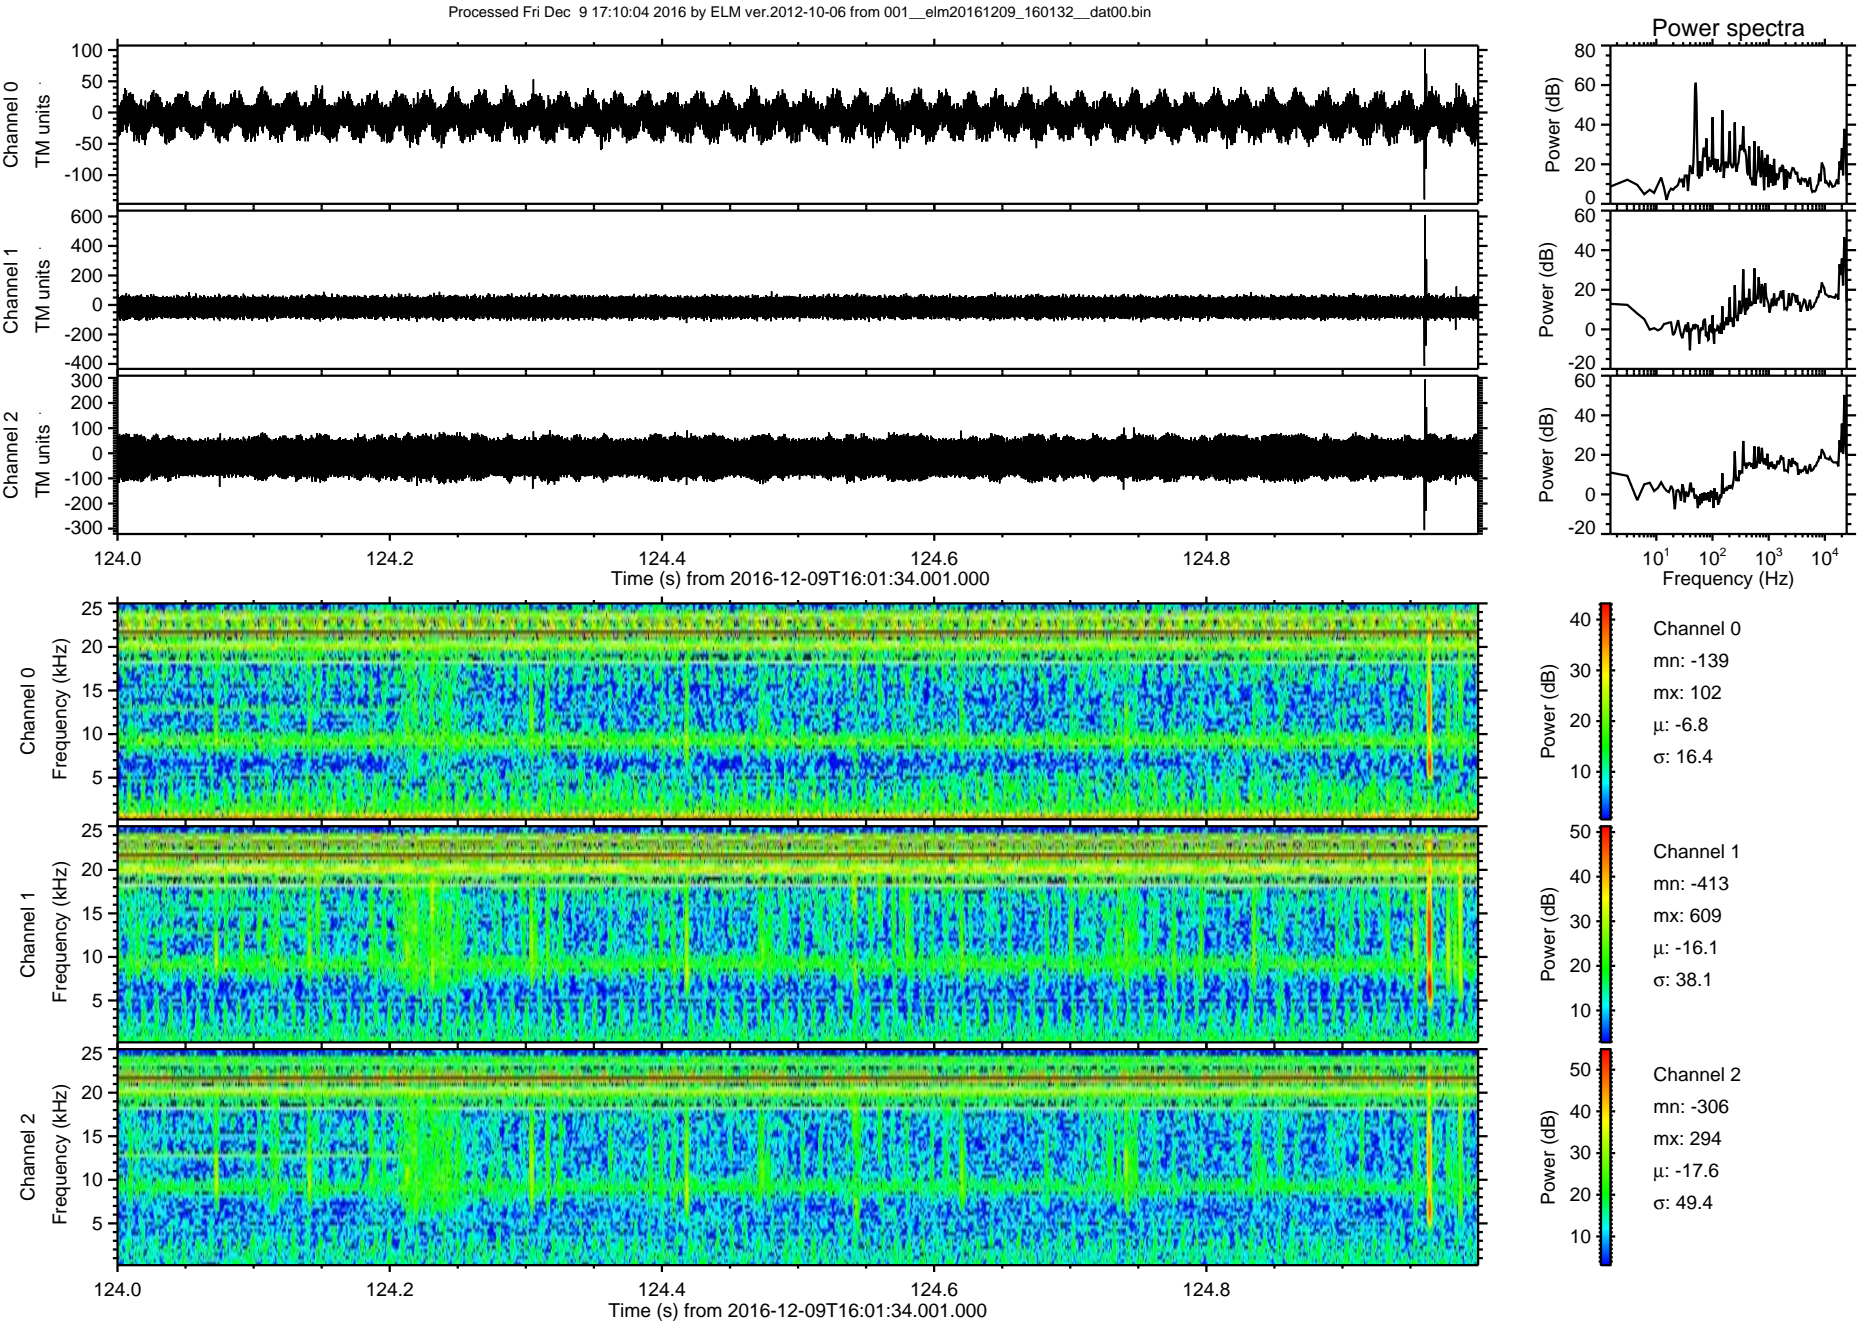 Processed Fri Dec  9 17:10:04 2016 by ELM ver.2012-10-06 from 001__elm20161209_160132__dat00.bin
Power spectra
Channel 0
TM units
100
50
0
-50
-100
Power (dB)
80
60
40
20
0
Channel 1
TM units
600
400
200
0
-200
-400
Power (dB)
60
40
20
0
-20
Channel 2
TM units
300
200
100
0
-100
-200
-300
Power (dB)
60
40
20
0
-20
124.0 124.2 124.4 124.6 124.8
Time (s) from 2016-12-09T16:01:34.001.000
10^1 10^2 10^3 10^4
Frequency (Hz)
Channel 0
Frequency (kHz)
25
20
15
10
5
Power (dB)
40
30
20
10
Channel 0
mn: -139
mx: 102
μ: -6.8
σ: 16.4
Channel 1
Frequency (kHz)
25
20
15
10
5
Power (dB)
50
40
30
20
10
Channel 1
mn: -413
mx: 609
μ: -16.1
σ: 38.1
Channel 2
Frequency (kHz)
25
20
15
10
5
Power (dB)
50
40
30
20
10
Channel 2
mn: -306
mx: 294
μ: -17.6
σ: 49.4
124.0 124.2 124.4 124.6 124.8
Time (s) from 2016-12-09T16:01:34.001.000